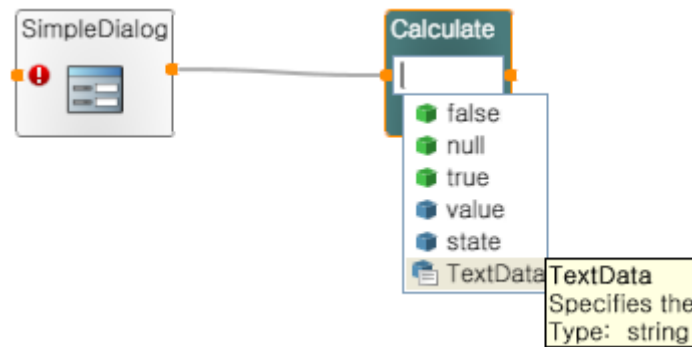 SimpleDialog
Calculate
false
null
true
value
state
TextData
TextData
Specifies the
Type: string